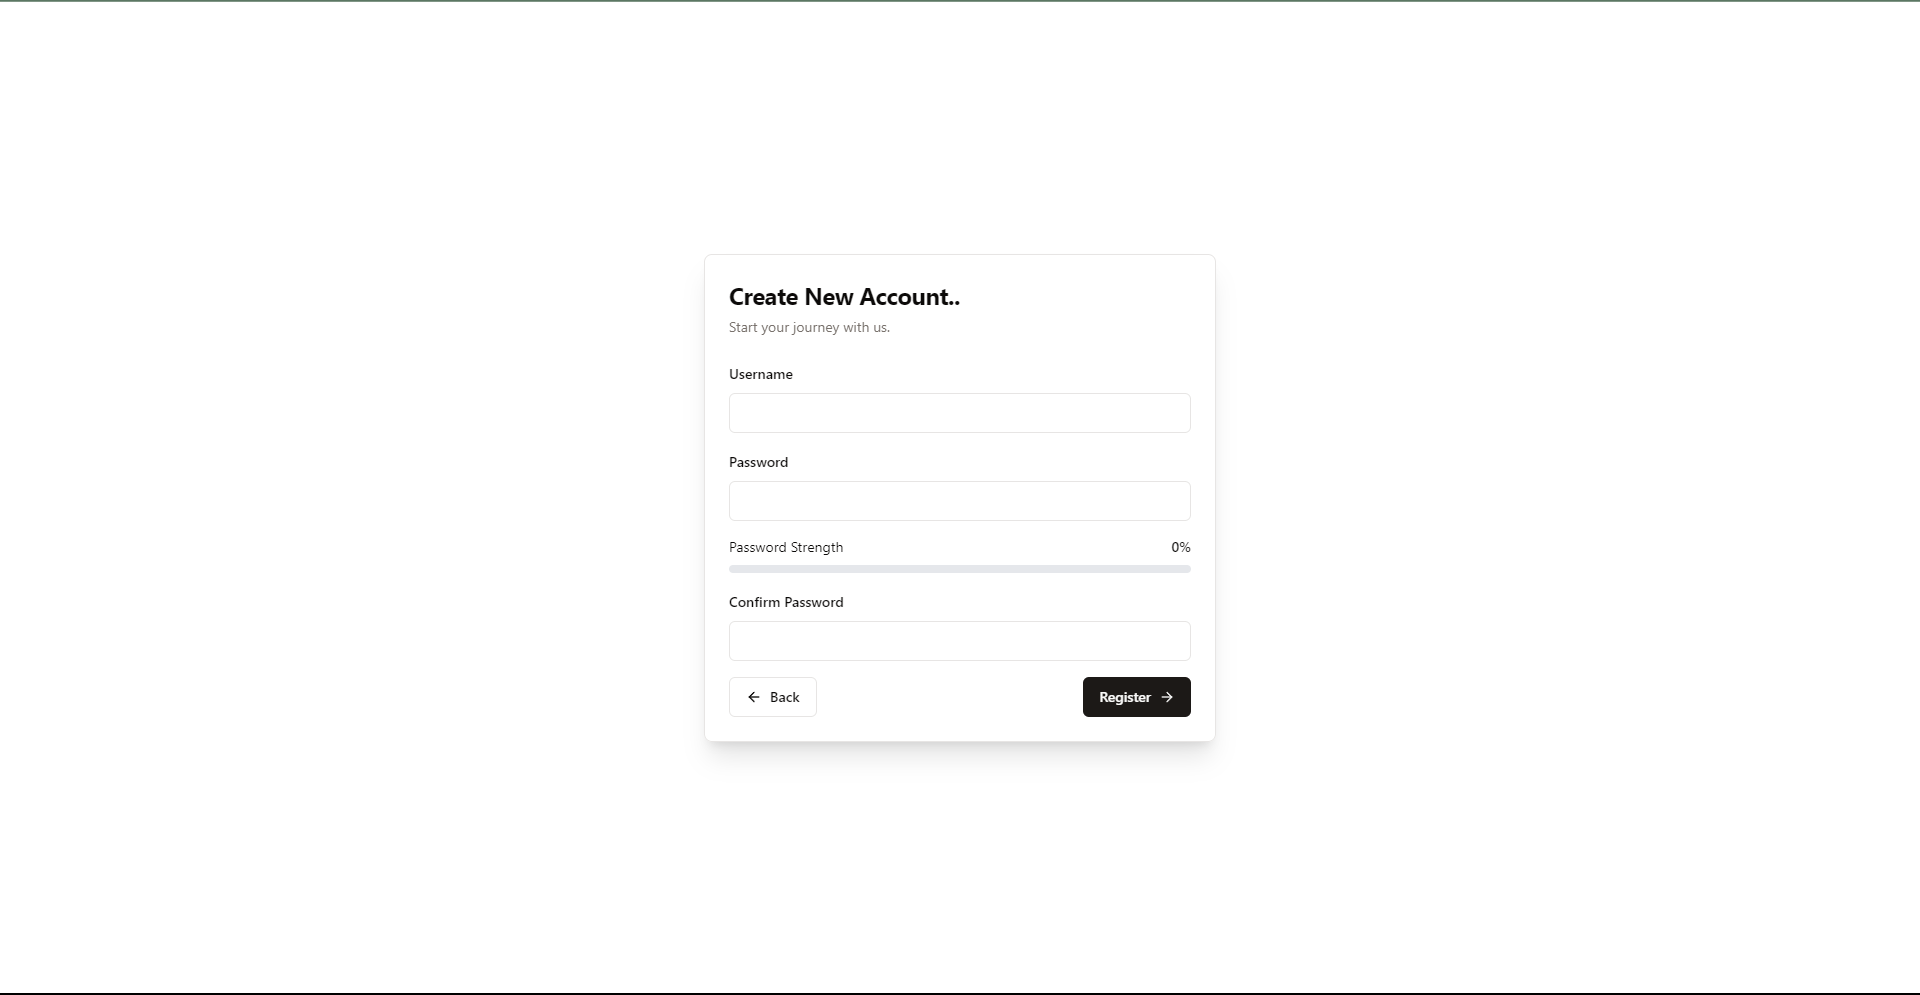 Create New Account..
Start your journey with us.
Username
Password
Password Strength 0%
Confirm Password
Back Register